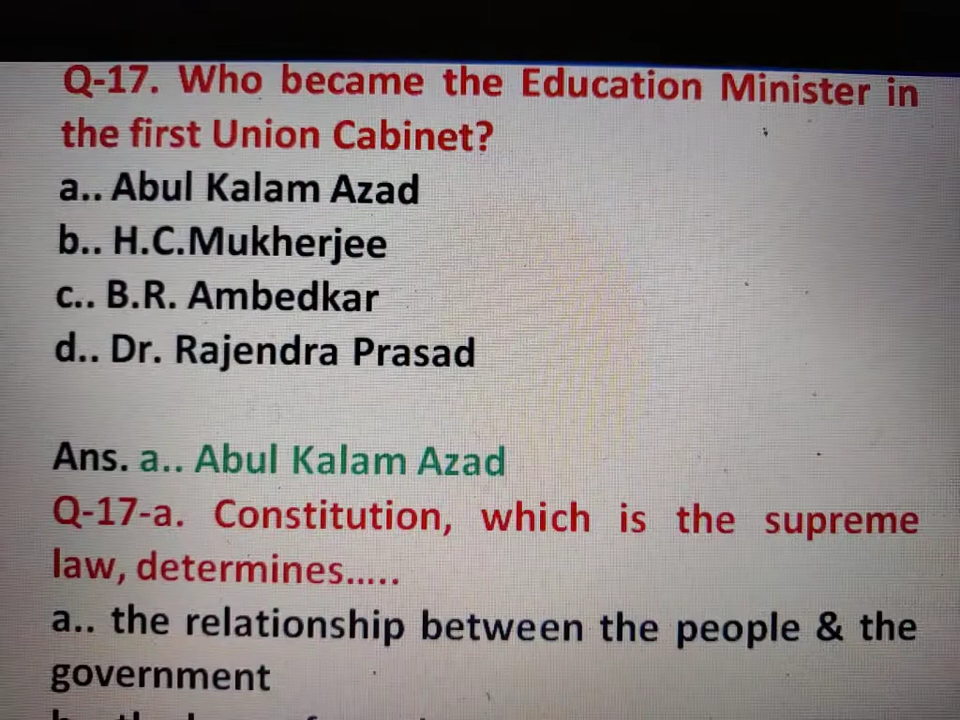 Q-17. Who became the Education Minister in
the first Union Cabinet?
a.. Abul Kalam Azad
b.. H.C.Mukherjee
c.. B.R. Ambedkar
d.. Dr. Rajendra Prasad
Ans. a.. Abul Kalam Azad
Q-17-a. Constitution, which is the supreme
law, determines.....
a.. the relationship between the people & the
government